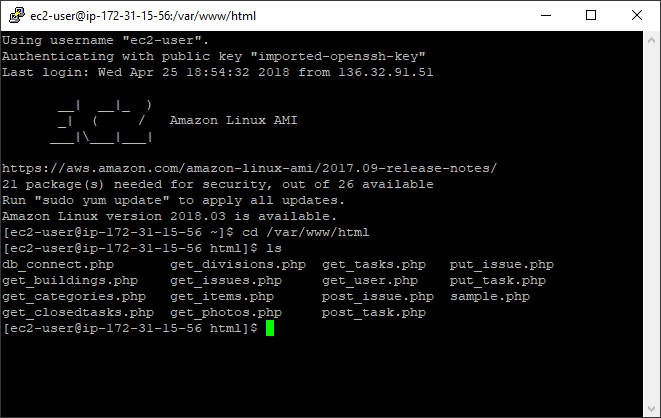 ec2-user@ip-172-31-15-56:/var/www/html
Using username "ec2-user".
Authenticating with public key "imported-openssh-key"
Last login: Wed Apr 25 18:54:32 2018 from 136.32.91.51
       __|  __|_  )
       _|  (     /   Amazon Linux AMI
      ___|\___|___|
https://aws.amazon.com/amazon-linux-ami/2017.09-release-notes/
21 package(s) needed for security, out of 26 available
Run "sudo yum update" to apply all updates.
Amazon Linux version 2018.03 is available.
[ec2-user@ip-172-31-15-56 ~]$ cd /var/www/html
[ec2-user@ip-172-31-15-56 html]$ ls
db_connect.php       get_divisions.php  get_tasks.php   put_issue.php
get_buildings.php    get_issues.php     get_user.php    put_task.php
get_categories.php   get_items.php      post_issue.php  sample.php
get_closedtasks.php  get_photos.php     post_task.php
[ec2-user@ip-172-31-15-56 html]$